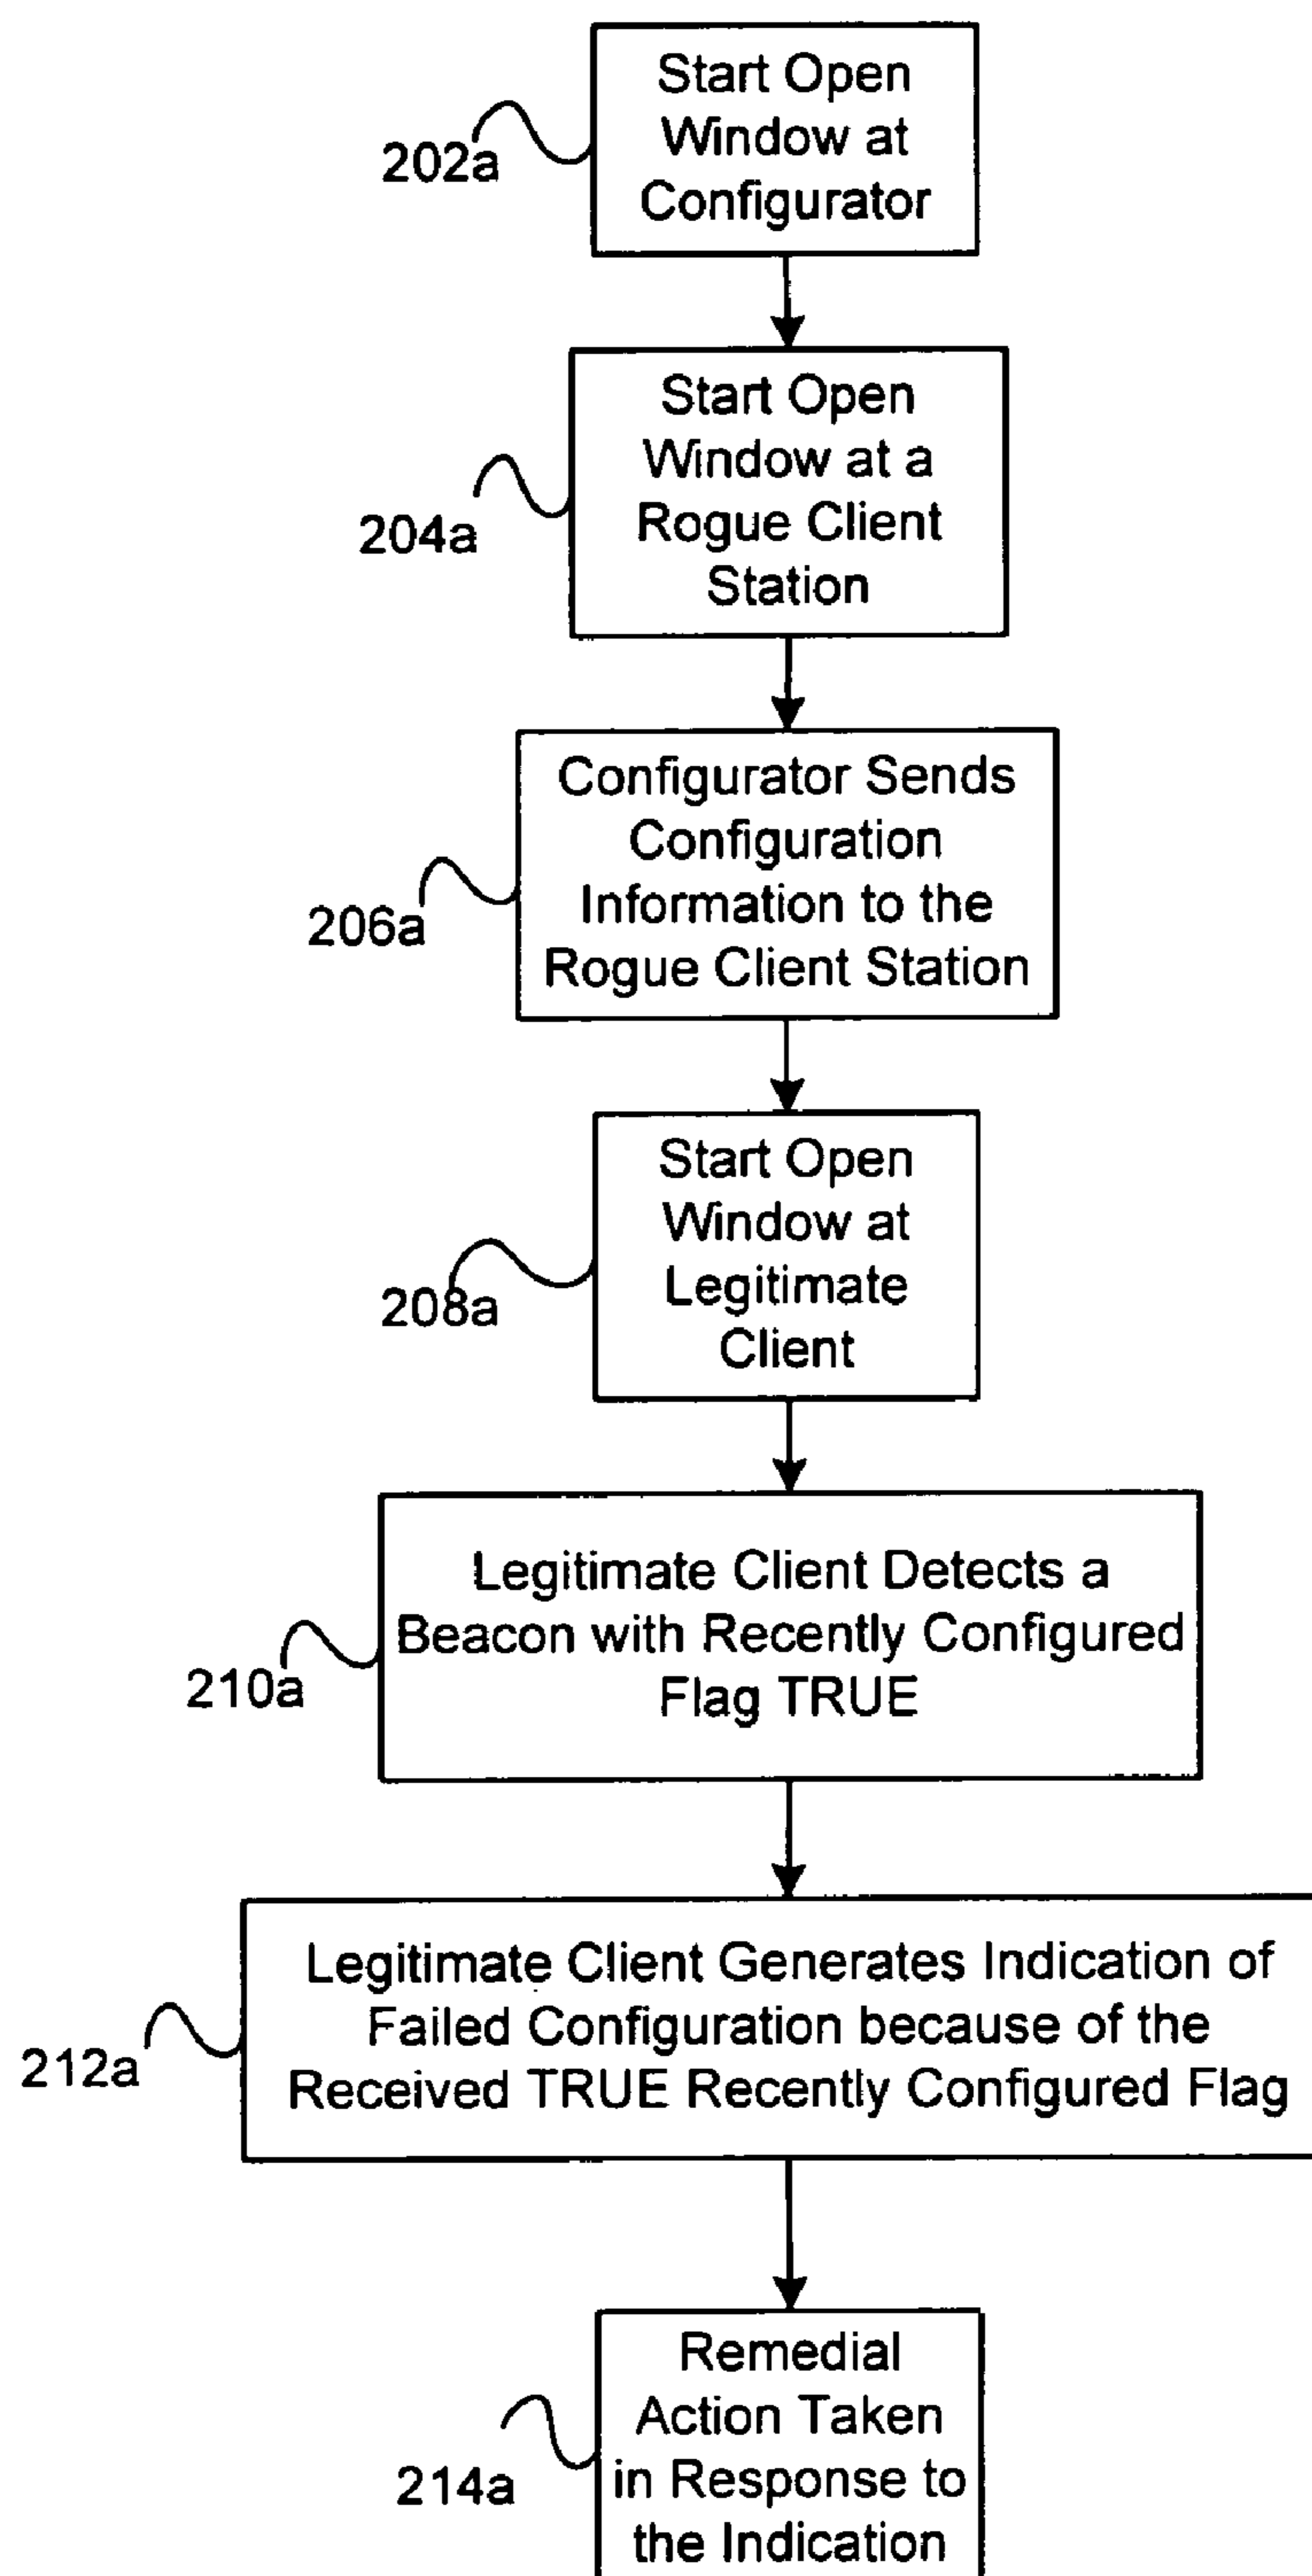 Start Open
Window at
Configurator
202a
Start Open
Window at a
Rogue Client
Station
204a
Configurator Sends
Configuration
Information to the
Rogue Client Station
206a
Start Open
Window at
Legitimate
Client
208a
Legitimate Client Detects a
Beacon with Recently Configured
Flag TRUE
210a
Legitimate Client Generates Indication of
Failed Configuration because of the
Received TRUE Recently Configured Flag
212a
Remedial
Action Taken
in Response to
the Indication
214a